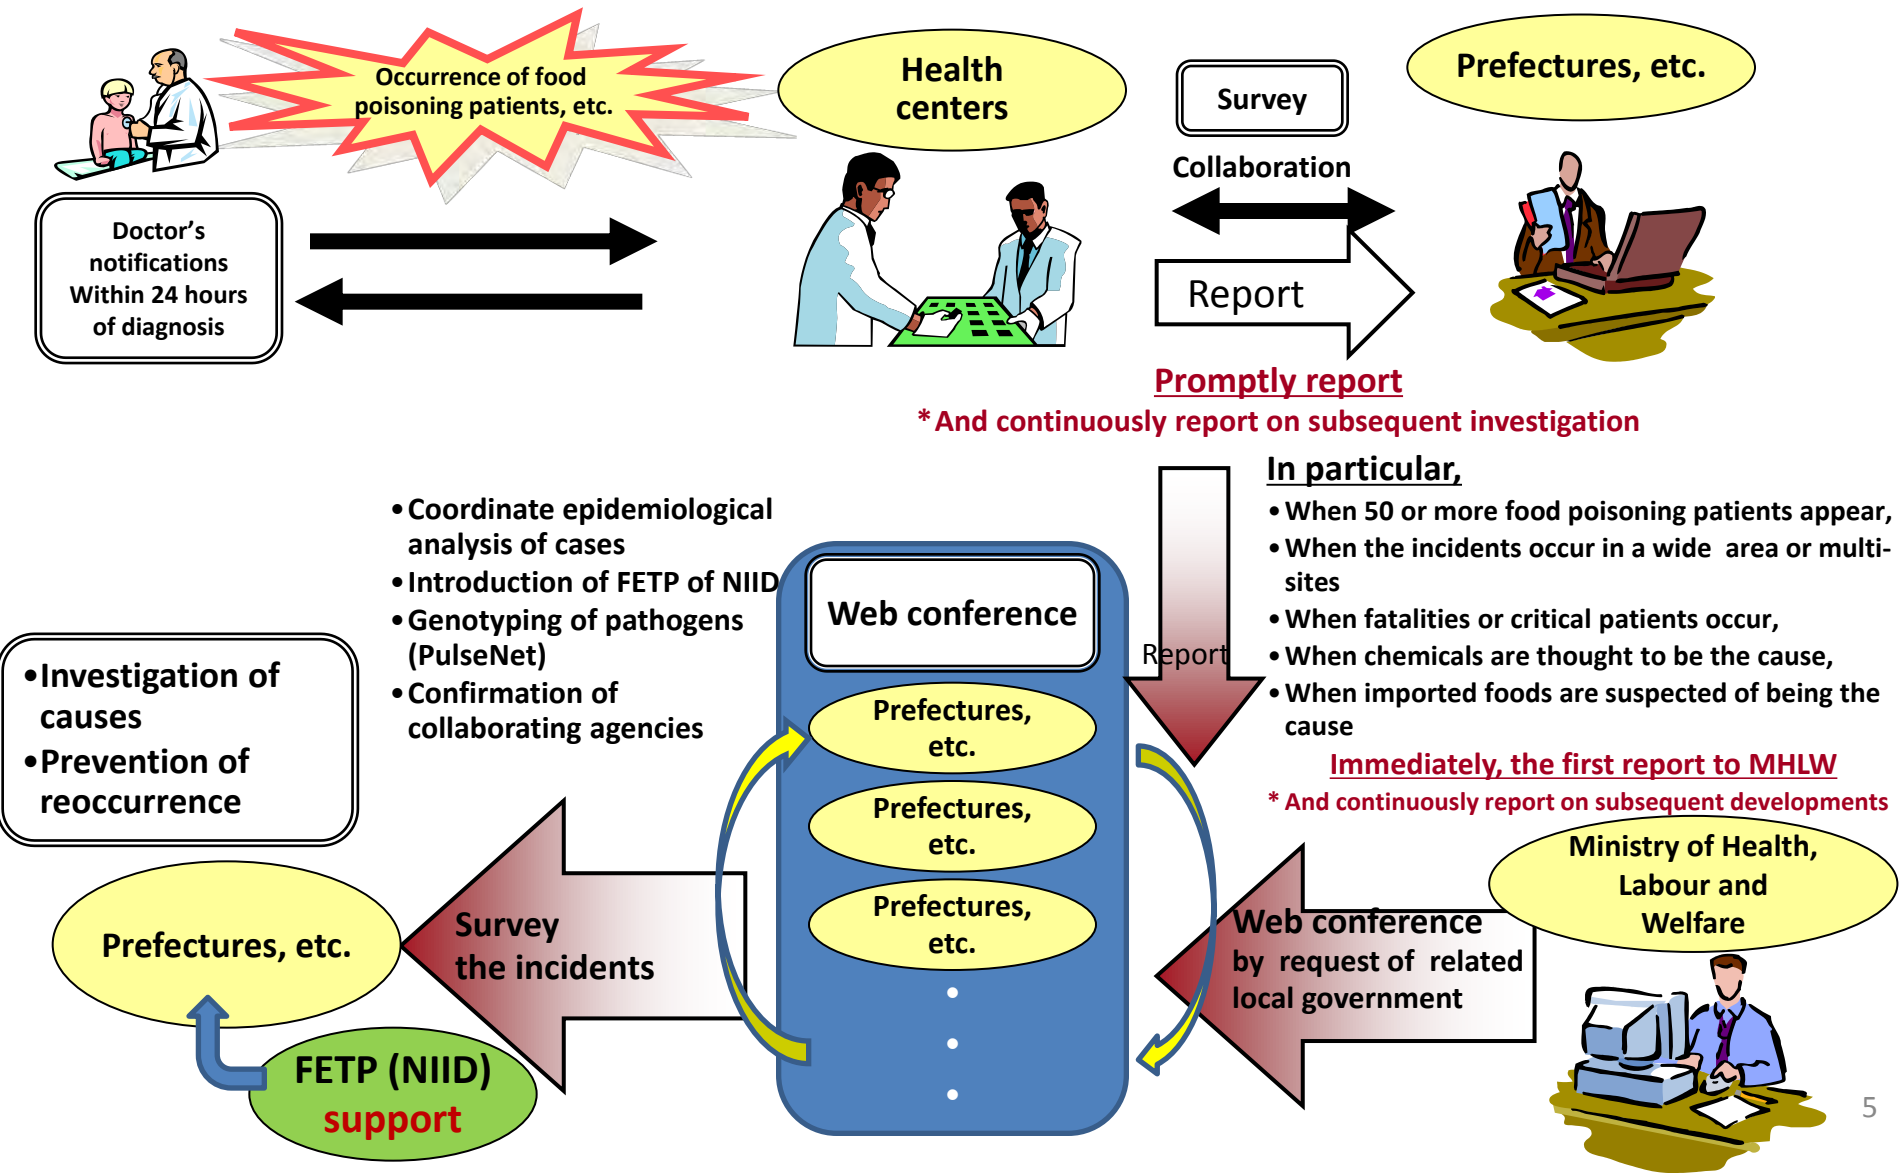 Occurrence of food
poisoning patients, etc.
Health
centers
Survey
Prefectures, etc.
Collaboration
Doctor's
notifications
Within 24 hours
of diagnosis
Report
Promptly report
*And continuously report on subsequent investigation
In particular,
•When 50 or more food poisoning patients appear,
•When the incidents occur in a wide area or multi-
sites
•When fatalities or critical patients occur,
•When chemicals are thought to be the cause,
•When imported foods are suspected of being the
cause
Immediately, the first report to MHLW
* And continuously report on subsequent developments
Report
•Coordinate epidemiological
analysis of cases
•Introduction of FETP of NIID
•Genotyping of pathogens
(PulseNet)
•Confirmation of
collaborating agencies
Web conference
Prefectures,
etc.
Prefectures,
etc.
Prefectures,
etc.
•
•
•
•Investigation of
causes
•Prevention of
reoccurrence
Ministry of Health,
Labour and
Welfare
Web conference
by request of related
local government
Survey
the incidents
Prefectures, etc.
FETP (NIID)
support
5